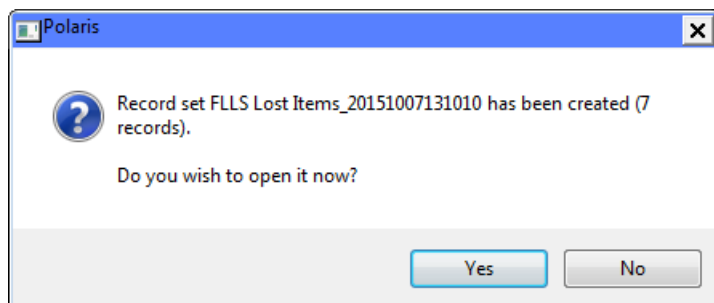 Polaris
Record set FLLS Lost Items_20151007131010 has been created (7
records).
Do you wish to open it now?
Yes No